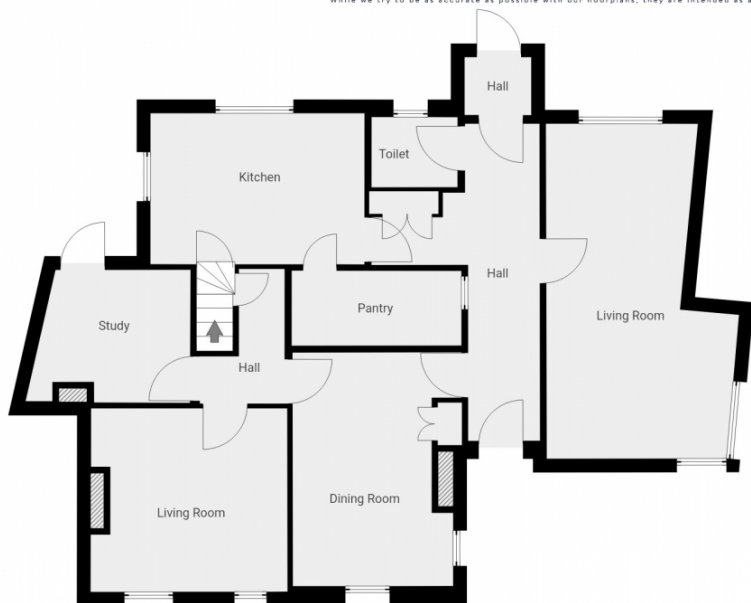 While we try to be as accurate as possible with our floorplans, they are intended as a
Hall
Toilet
Kitchen
Hall
Living Room
Pantry
Study
Hall
Dining Room
Living Room